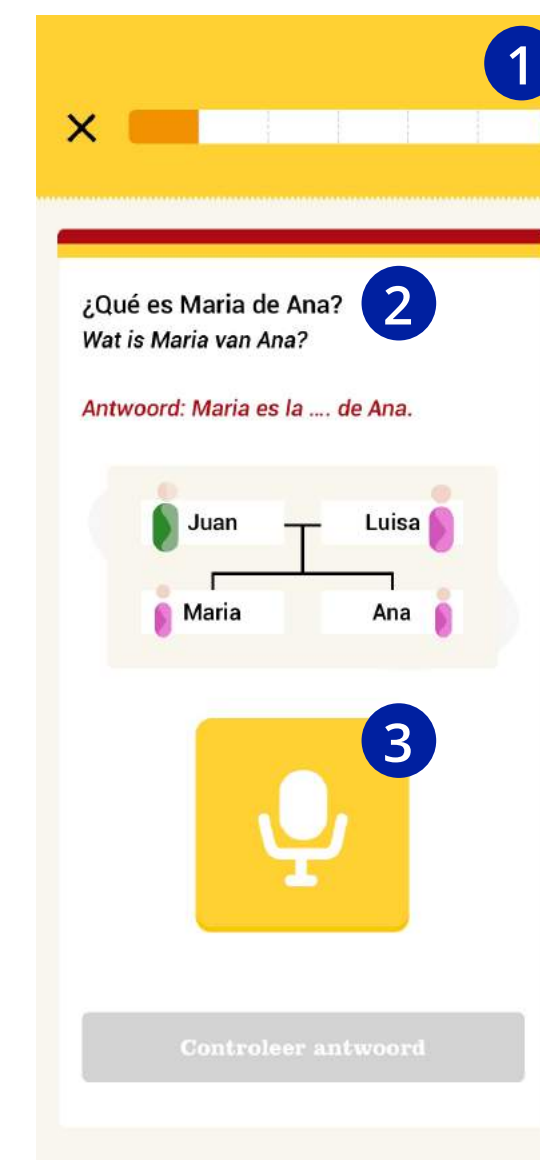 1
¿Qué es Maria de Ana?
2
Wat is Maria van Ana?
Antwoord: Maria es la .... de Ana.
Juan
Luisa
Maria
Ana
3
Controleer antwoord